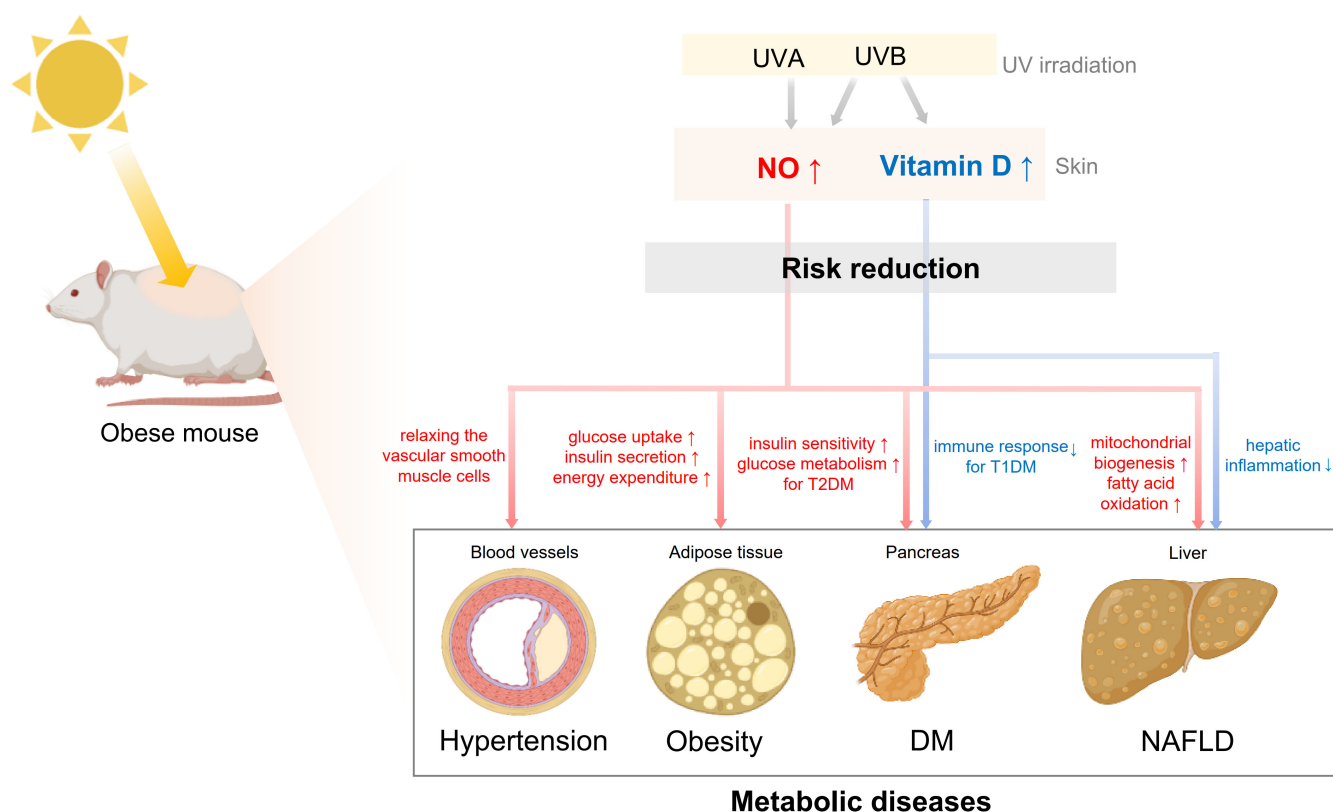 UVA
UVB
UV irradiation
NO ↑
Vitamin D ↑
Skin
Risk reduction
Obese mouse
relaxing the
vascular smooth
muscle cells
glucose uptake ↑
insulin secretion ↑
energy expenditure ↑
insulin sensitivity ↑
glucose metabolism ↑
for T2DM
immune response↓
for T1DM
mitochondrial
biogenesis ↑
fatty acid
oxidation ↑
hepatic
inflammation ↓
Blood vessels
Adipose tissue
Pancreas
Liver
Hypertension
Obesity
DM
NAFLD
Metabolic diseases